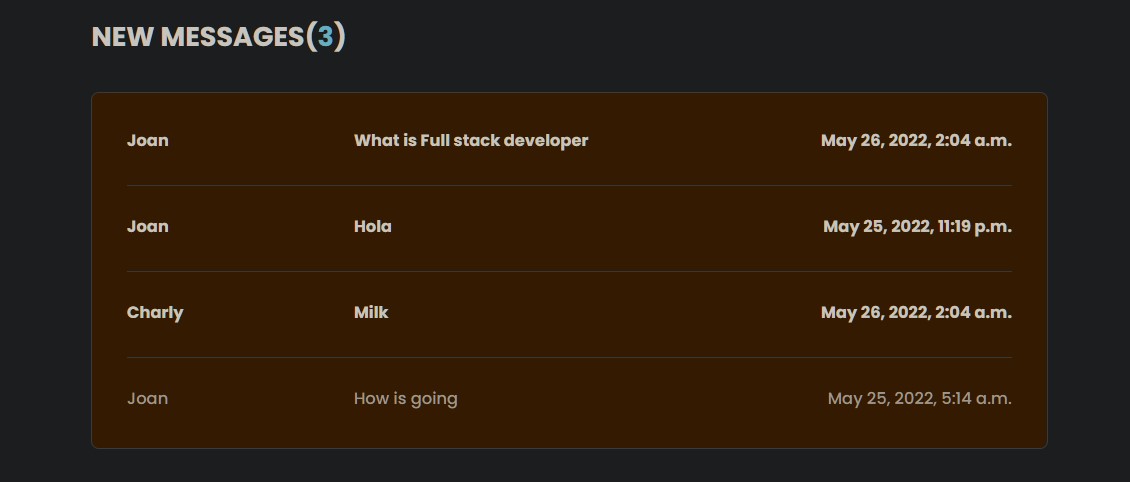 NEW MESSAGES(3)
Joan What is Full stack developer May 26, 2022, 2:04 a.m.
Joan Hola May 25, 2022, 11:19 p.m.
Charly Milk May 26, 2022, 2:04 a.m.
Joan How is going May 25, 2022, 5:14 a.m.